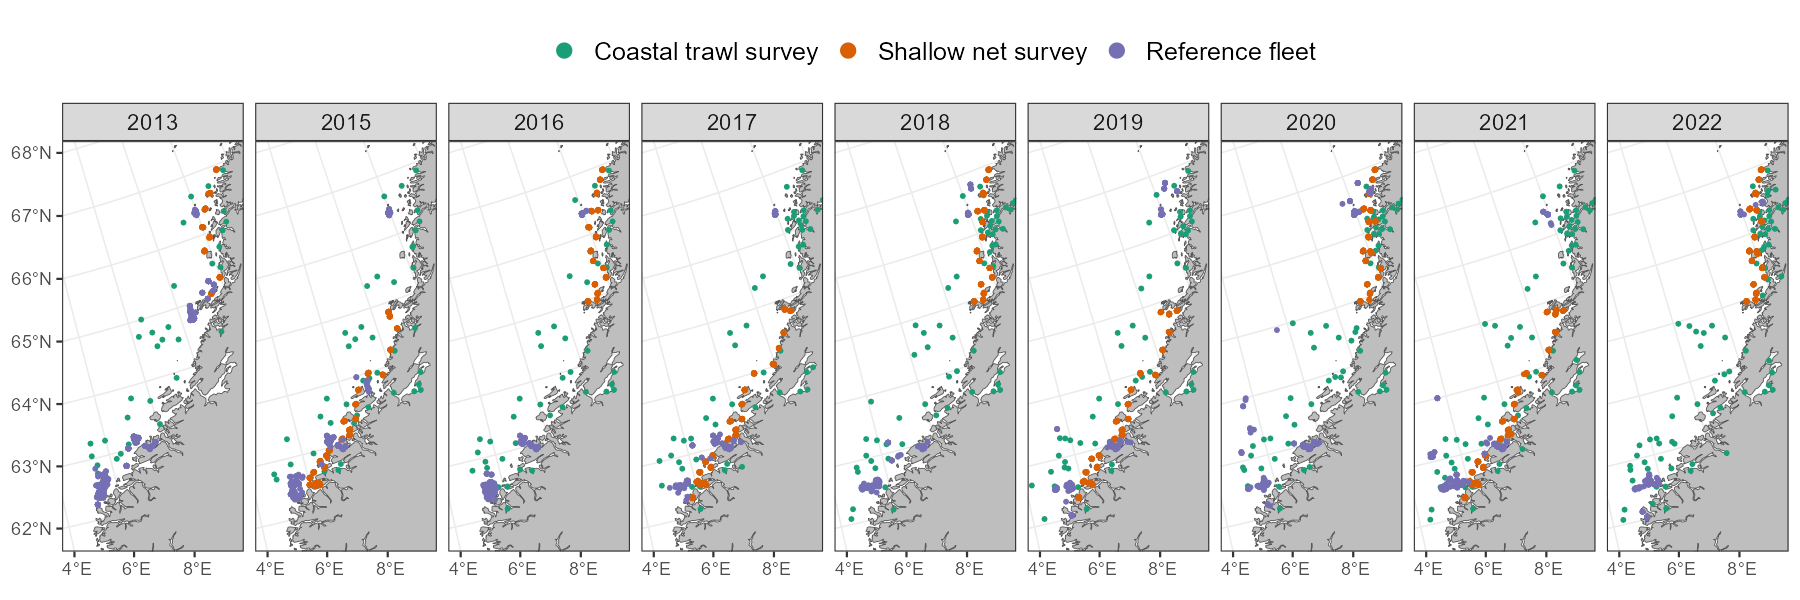 Coastal trawl survey Shallow net survey Reference fleet
2013 2015 2016 2017 2018 2019 2020 2021 2022
68°N
67°N
66°N
65°N
64°N
63°N
62°N
4°E 6°E 8°E 4°E 6°E 8°E 4°E 6°E 8°E 4°E 6°E 8°E 4°E 6°E 8°E 4°E 6°E 8°E 4°E 6°E 8°E 4°E 6°E 8°E 4°E 6°E 8°E